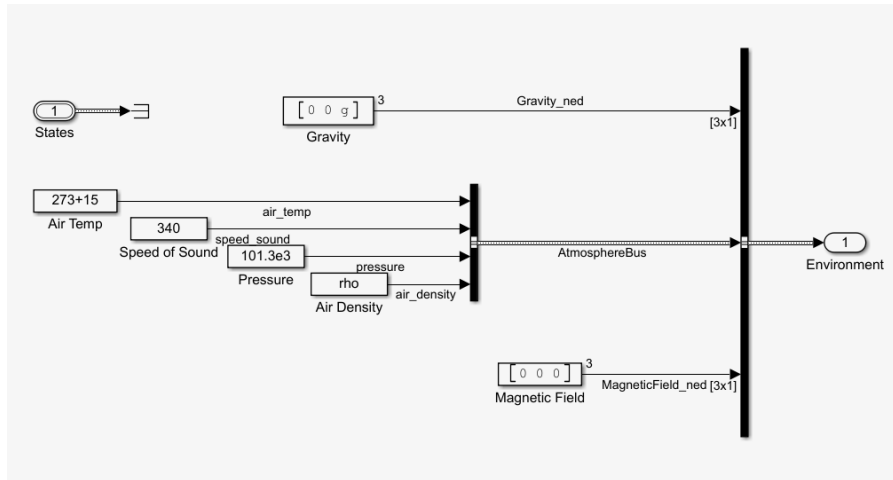 1
States
[0 0 g]
3
Gravity
Gravity_ned
[3x1]
273+15
Air Temp
air_temp
340
Speed of Sound
speed_sound
101.3e3
Pressure
pressure
rho
Air Density
air_density
AtmosphereBus
1
Environment
[0 0 0]
3
Magnetic Field
MagneticField_ned
[3x1]